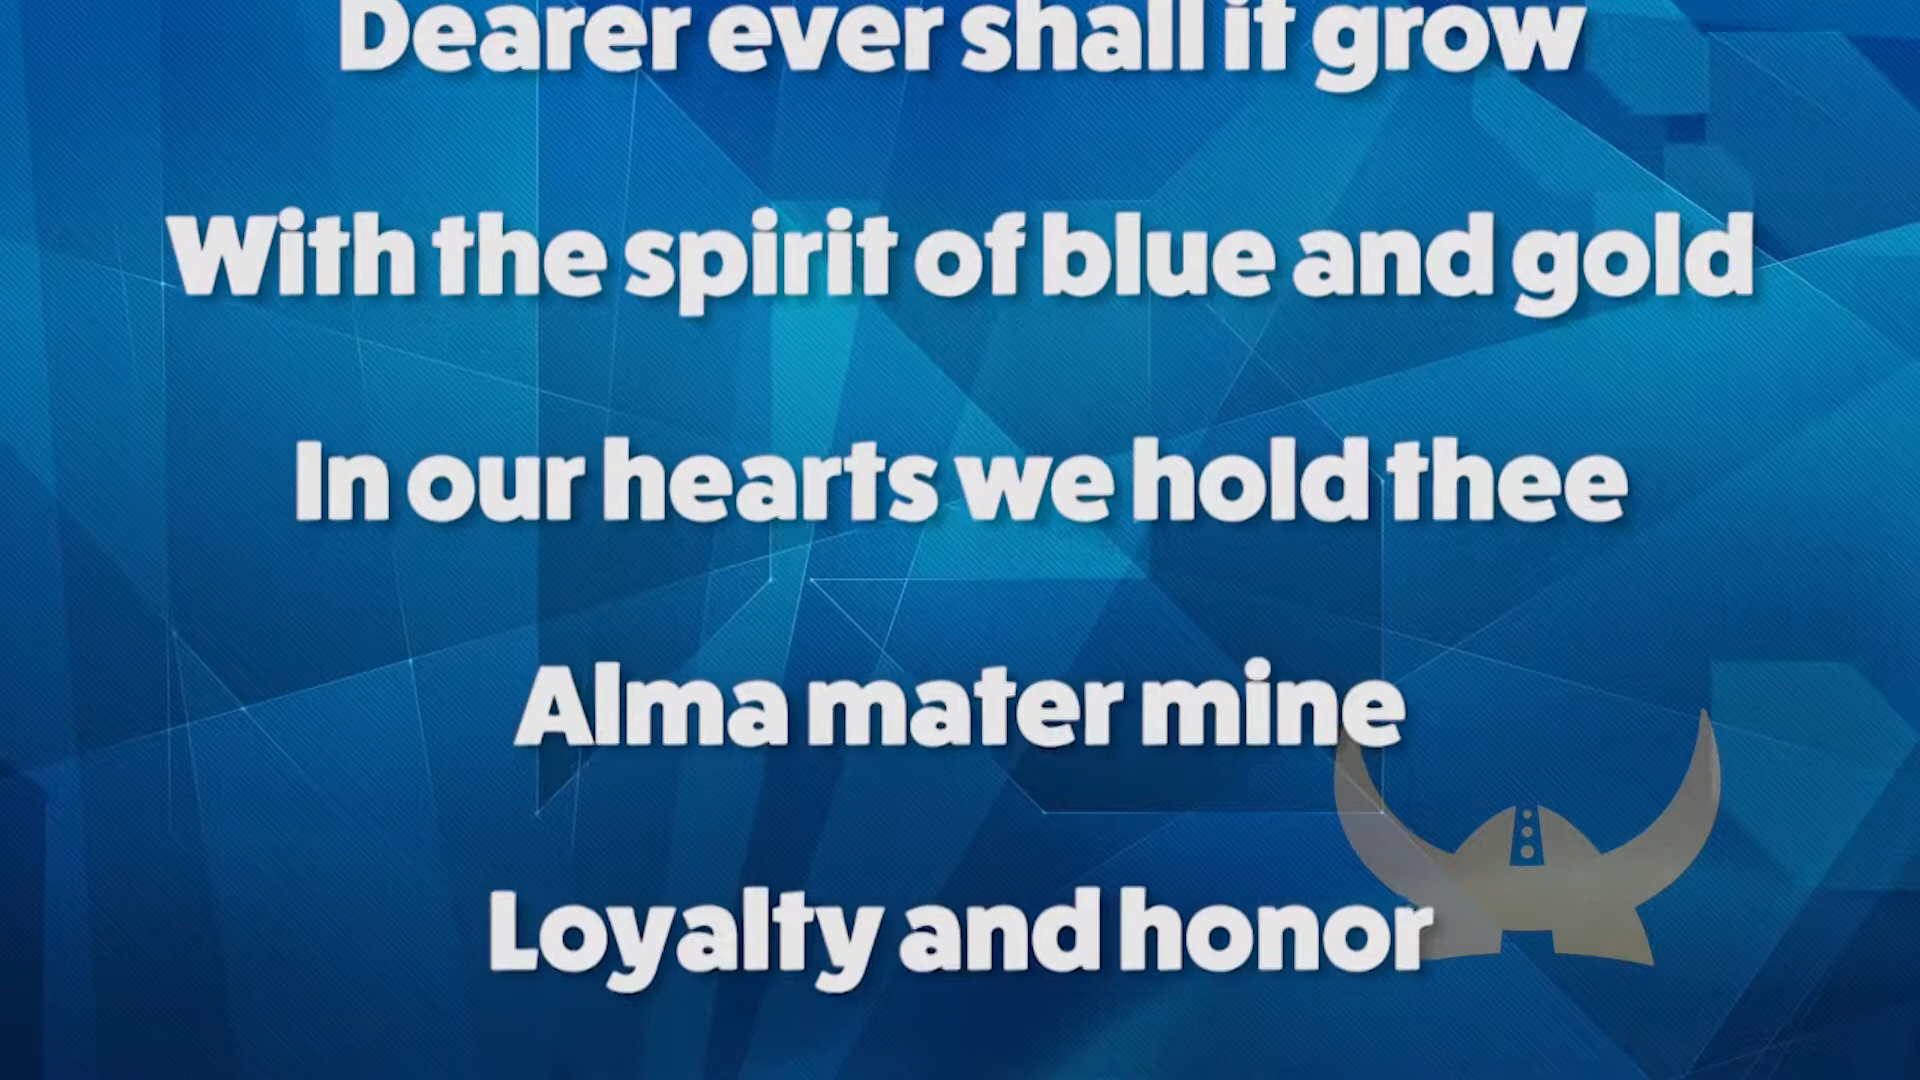 Dearer ever shall it grow
With the spirit of blue and gold
In our hearts we hold thee
Alma mater mine
Loyalty and honor